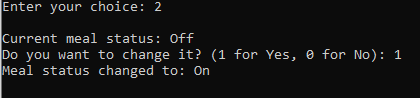 Enter your choice: 2
Current meal status: Off
Do you want to change it? (1 for Yes, 0 for No): 1
Meal status changed to: On